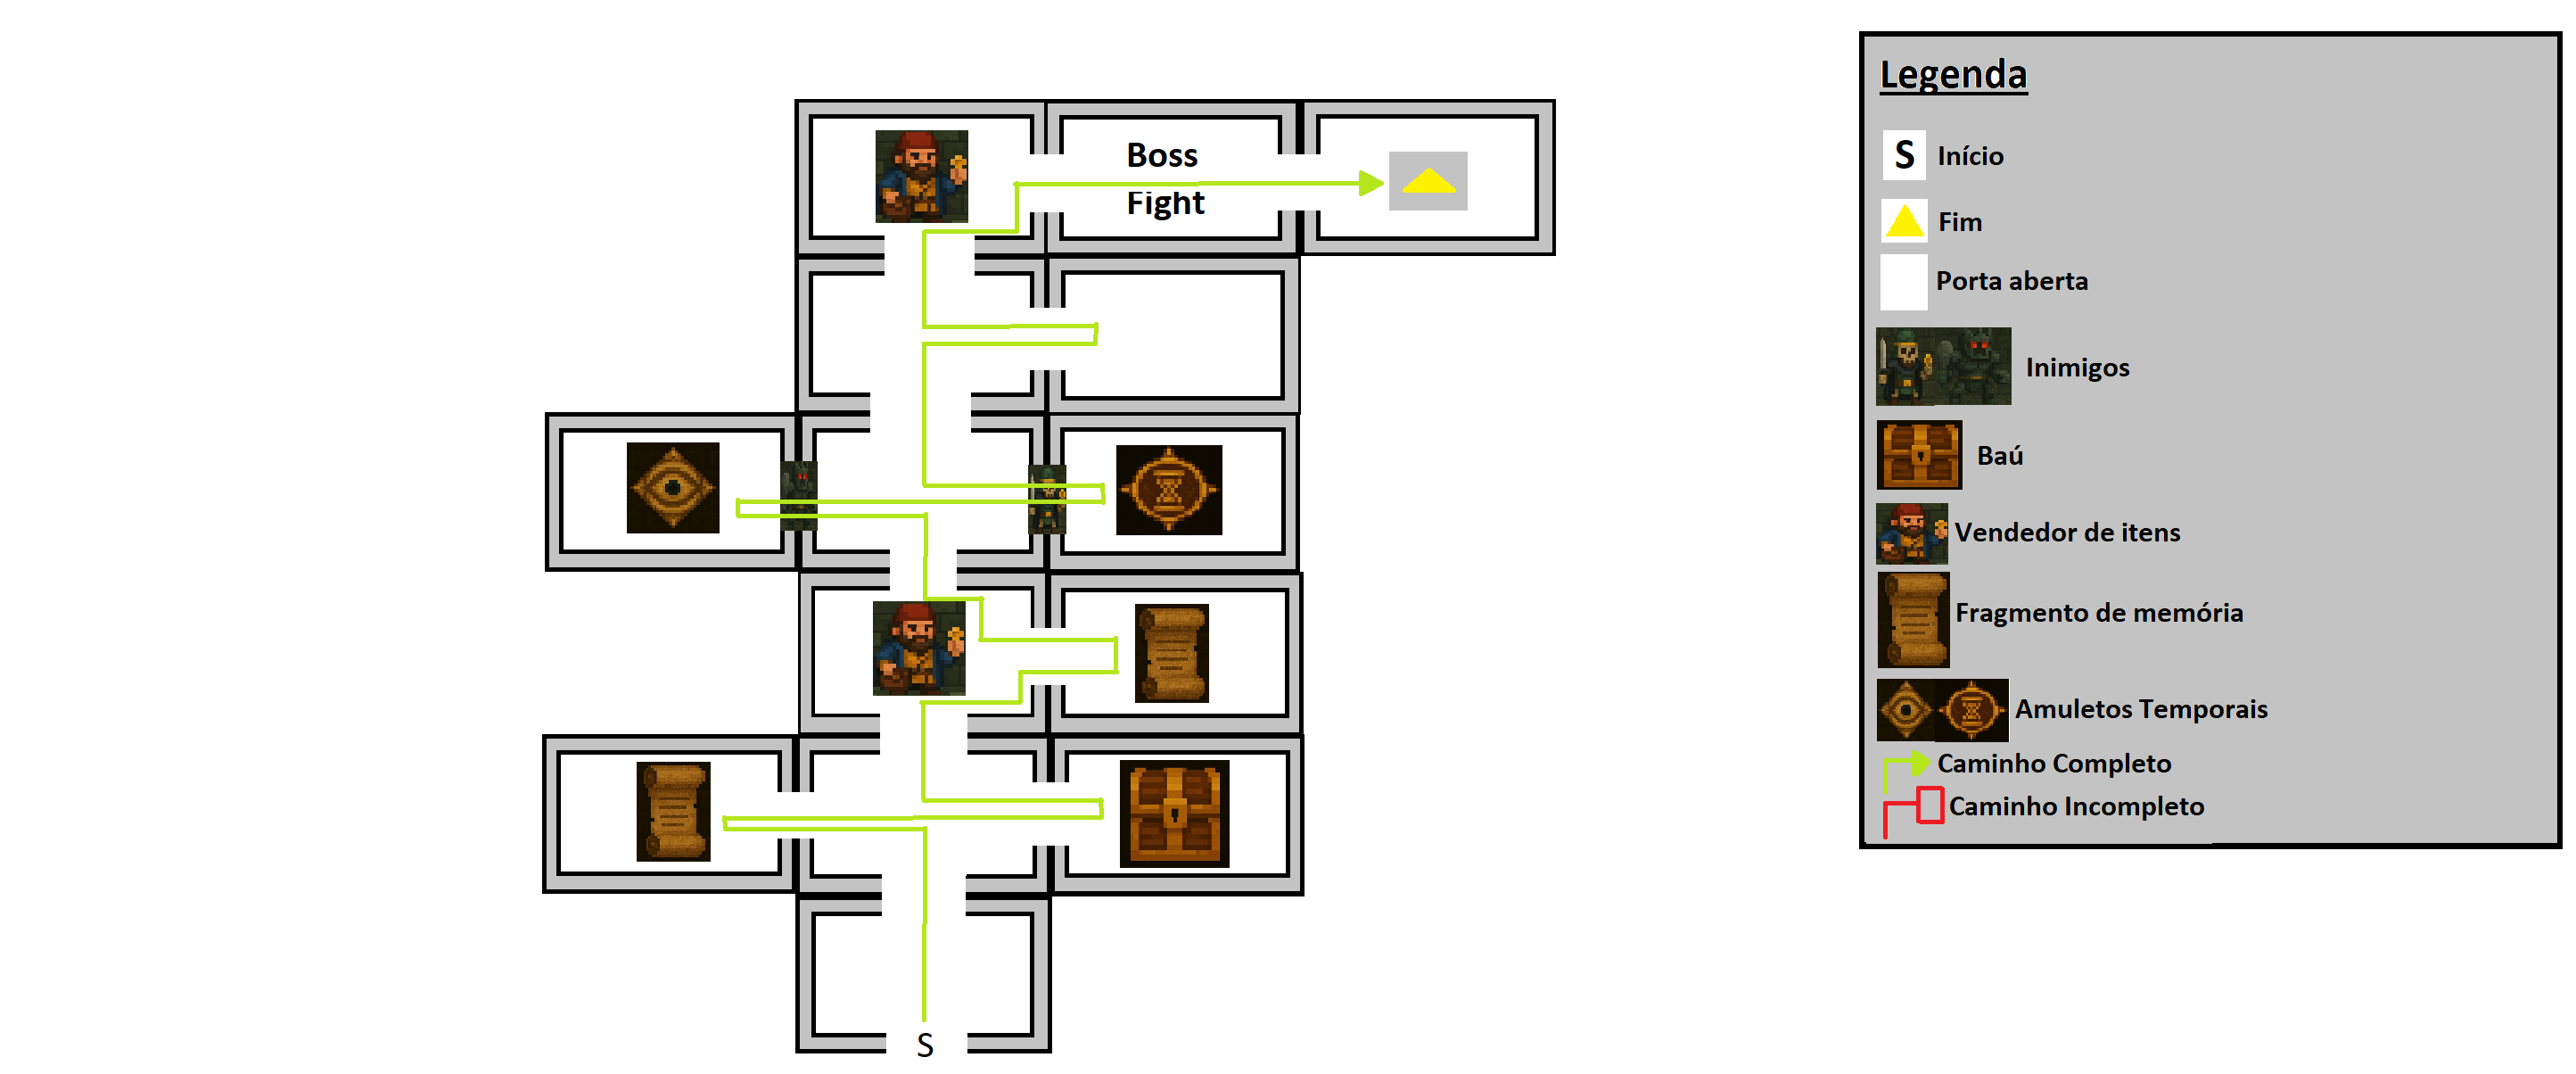 Boss
Fight
S
Legenda
S Início
Fim
Porta aberta
Inimigos
Baú
Vendedor de itens
Fragmento de memória
Amuletos Temporais
Caminho Completo
Caminho Incompleto